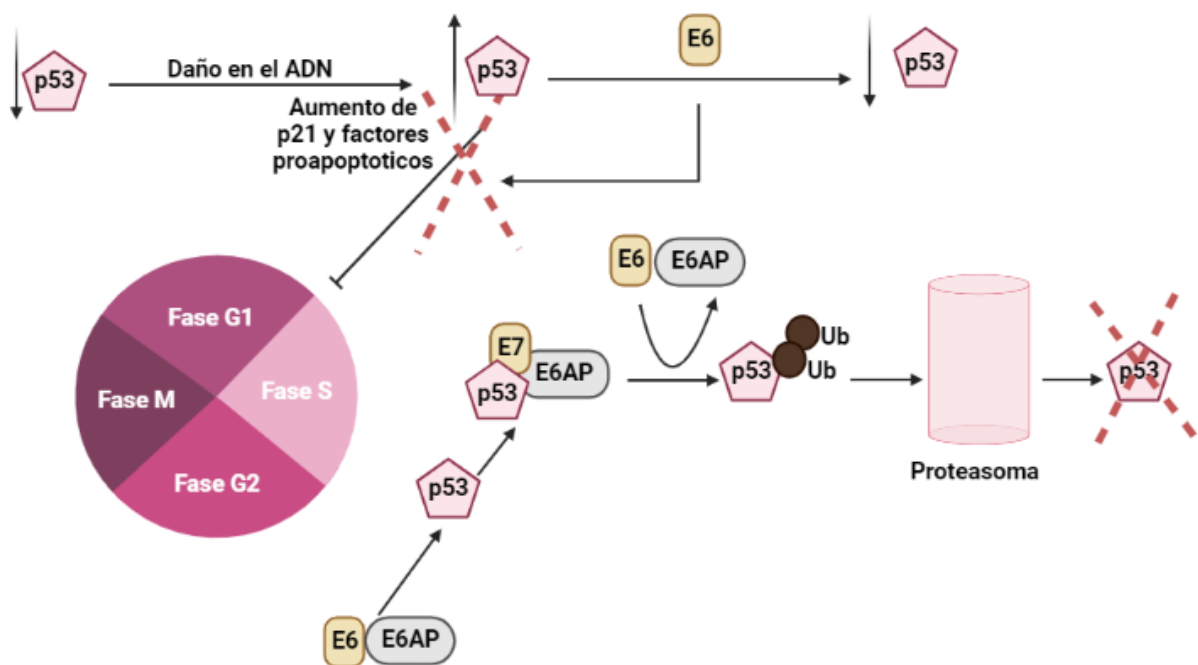 p53
Daño en el ADN
Aumento de
p21 y factores
proapoptoticos
p53
E6
p53
Fase G1
Fase M
Fase S
Fase G2
E6
E6AP
E7
p53
E6AP
p53
Ub
Ub
Proteasoma
p53
p53
E6
E6AP